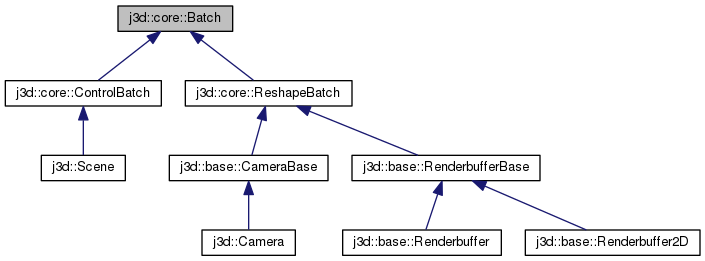 j3d::core::Batch
j3d::core::ControlBatch
j3d::core::ReshapeBatch
j3d::Scene
j3d::base::CameraBase
j3d::base::RenderbufferBase
j3d::Camera
j3d::base::Renderbuffer
j3d::base::Renderbuffer2D